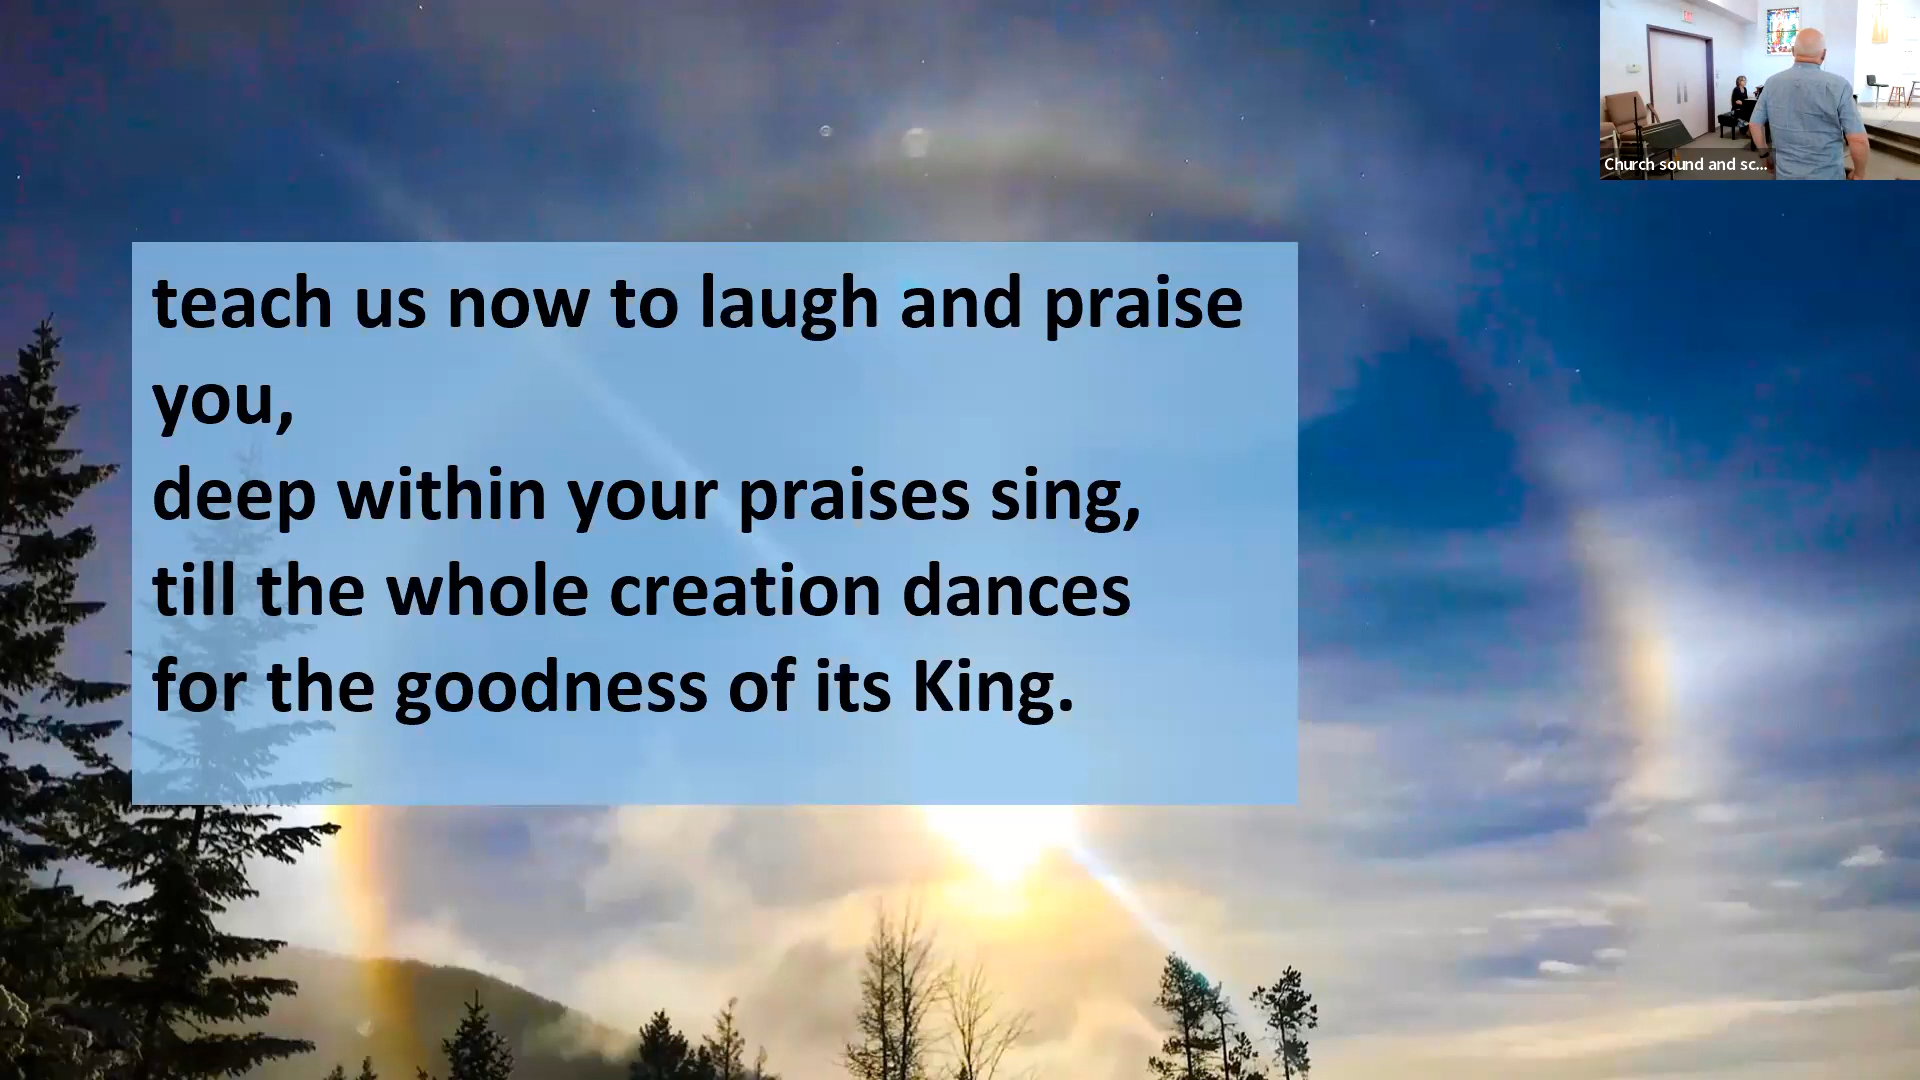 teach us now to laugh and praise
you,
deep within your praises sing,
till the whole creation dances
for the goodness of its King.
Church sound and sc...